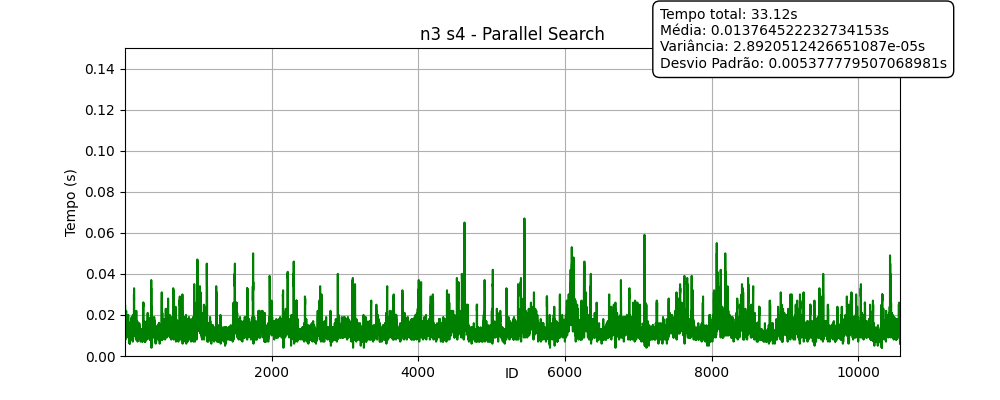 n3 s4 - Parallel Search
Tempo total: 33.12s
Média: 0.013764522232734153s
Variância: 2.8920512426651087e-05s
Desvio Padrão: 0.005377779507068981s
Tempo (s)
0.14
0.12
0.10
0.08
0.06
0.04
0.02
0.00
2000
4000
6000
8000
10000
ID